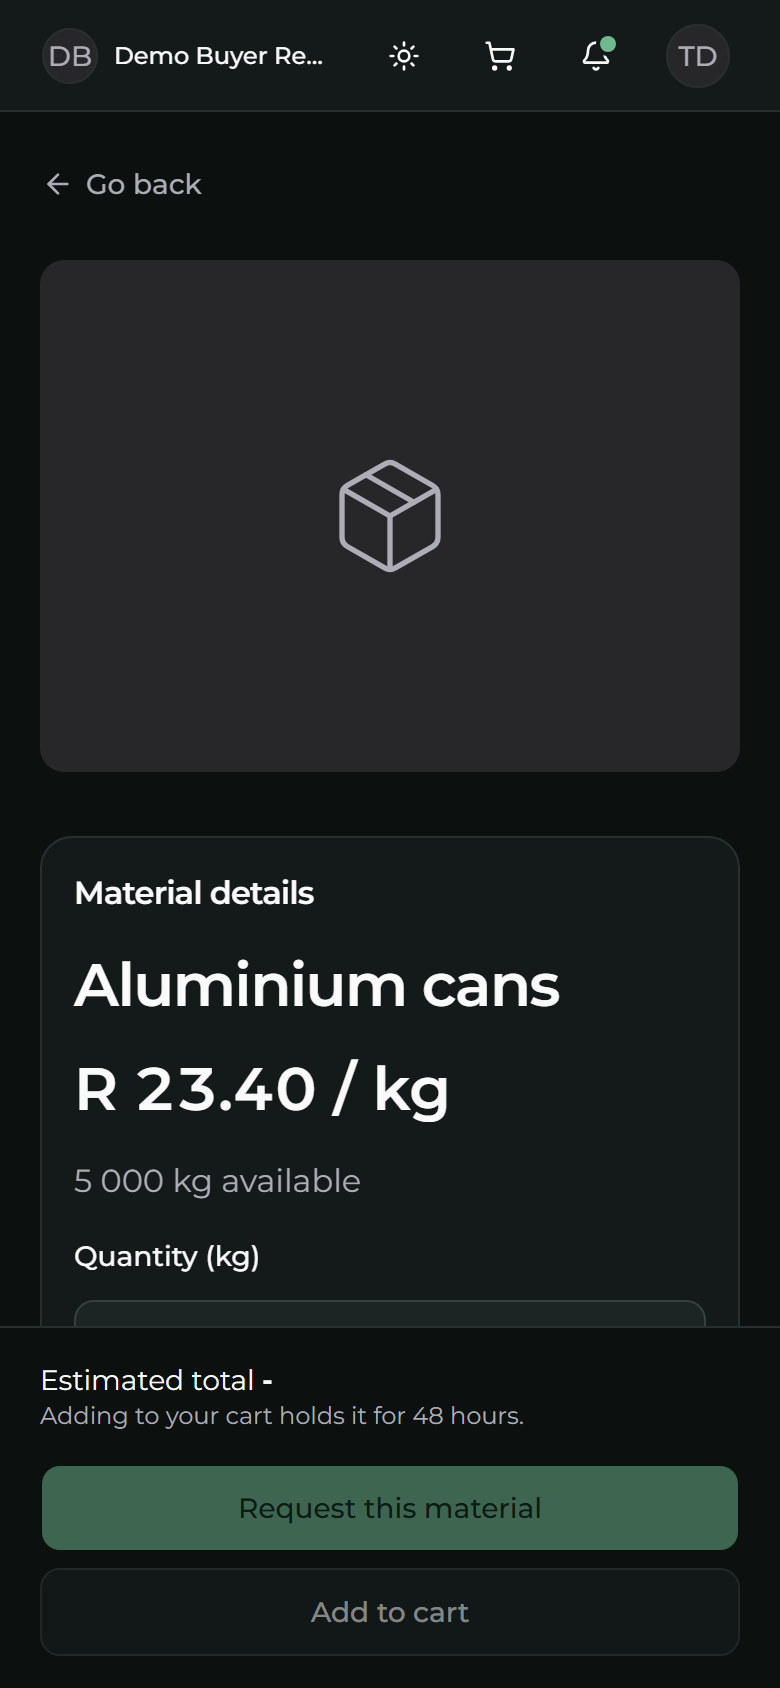 DB Demo Buyer Re... TD
Go back
Material details
Aluminium cans
R 23.40 / kg
5 000 kg available
Quantity (kg)
Estimated total -
Adding to your cart holds it for 48 hours.
Request this material
Add to cart